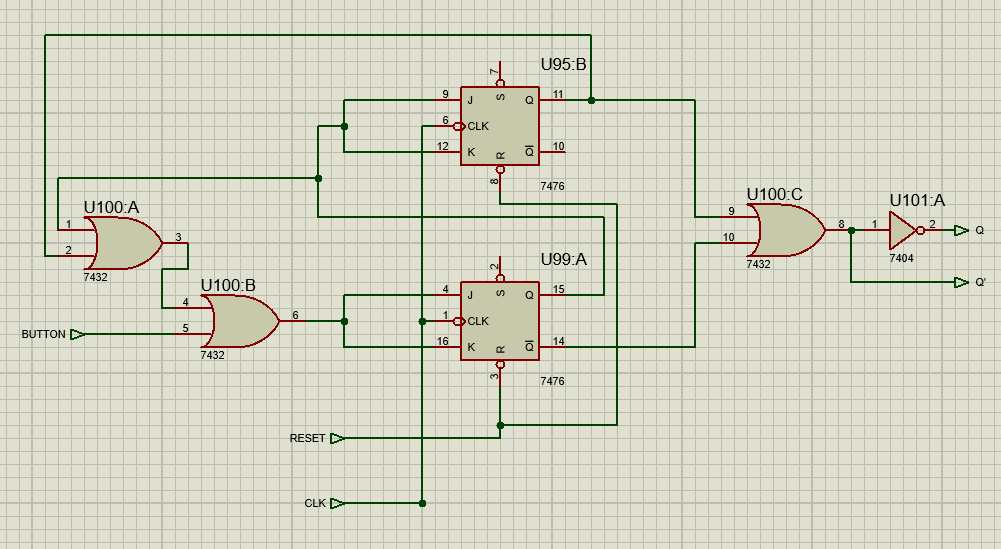 U95:B
7
S
9 J Q 11
6 CLK
12 K Q 10
R
8
7476
U100:A
1
2
3
7432
U100:B
4
5
6
7432
BUTTON
U99:A
2
S
4 J Q 15
1 CLK
16 K Q 14
R
3
7476
RESET
CLK
U100:C
9
10
8
7432
U101:A
1 2
7404
Q
Q'